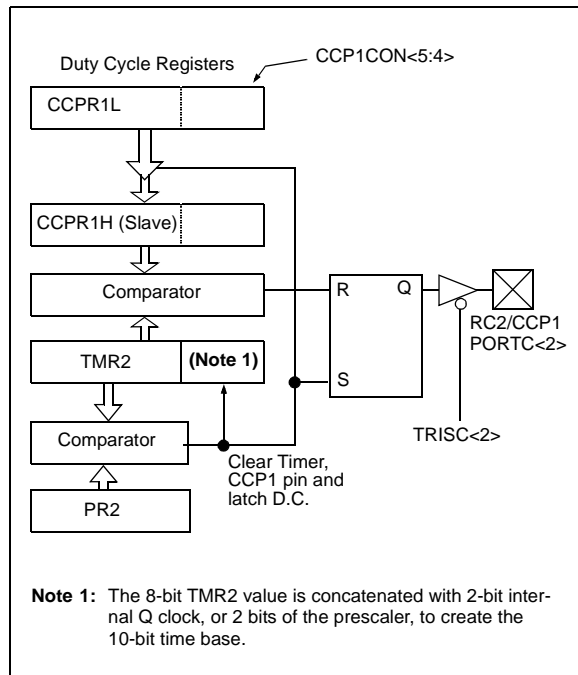 Duty Cycle Registers
CCP1CON<5:4>
CCPR1L
CCPR1H (Slave)
Comparator
R
Q
RC2/CCP1
PORTC<2>
TMR2
(Note 1)
S
TRISC<2>
Comparator
Clear Timer,
CCP1 pin and
latch D.C.
PR2
Note 1: The 8-bit TMR2 value is concatenated with 2-bit inter-
nal Q clock, or 2 bits of the prescaler, to create the
10-bit time base.